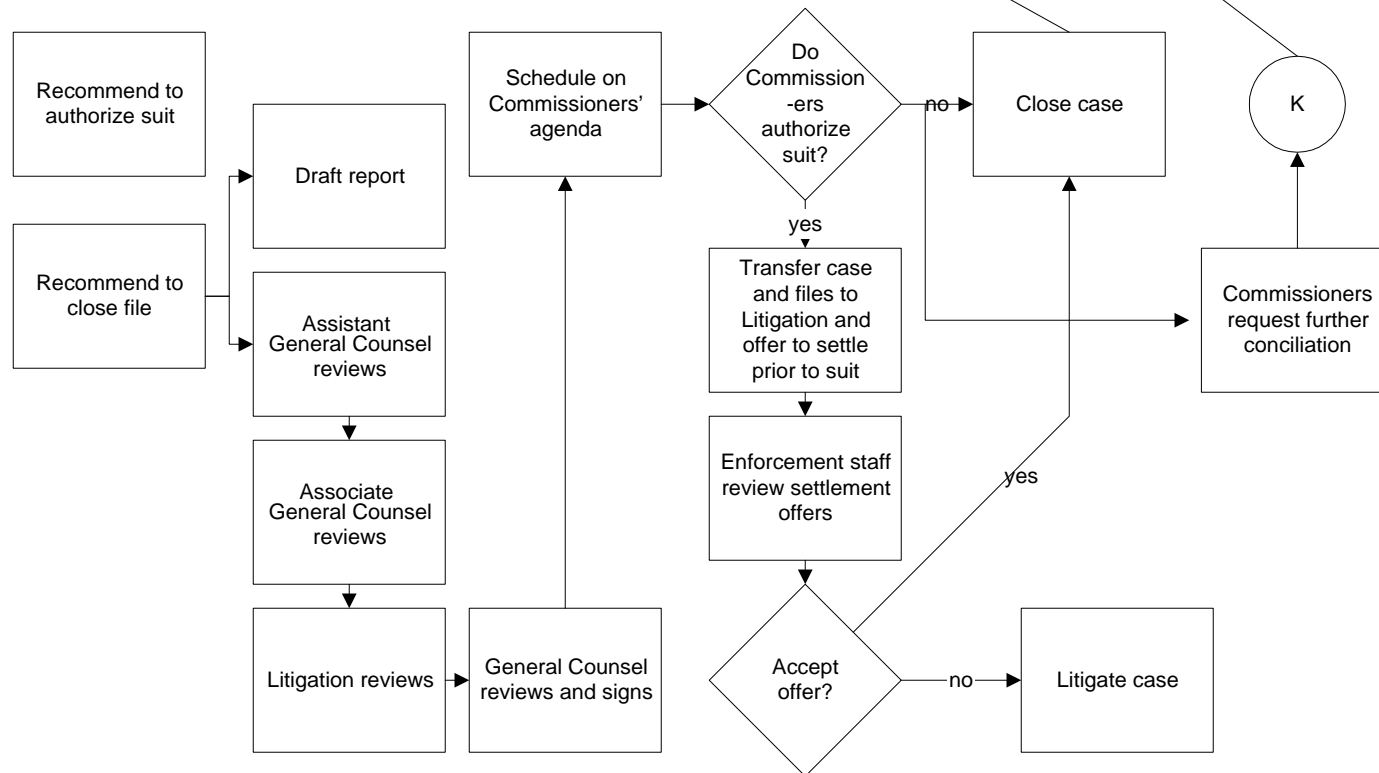 Recommend to
authorize suit
Recommend to
close file
Draft report
Assistant
General Counsel
reviews
Associate
General Counsel
reviews
Litigation reviews
General Counsel
reviews and signs
Schedule on
Commissioners’
agenda
Do
Commission
-ers
authorize
suit?
no
yes
Close case
Transfer case
and files to
Litigation and
offer to settle
prior to suit
Enforcement staff
review settlement
offers
Accept
offer?
yes
no
Litigate case
K
Commissioners
request further
conciliation